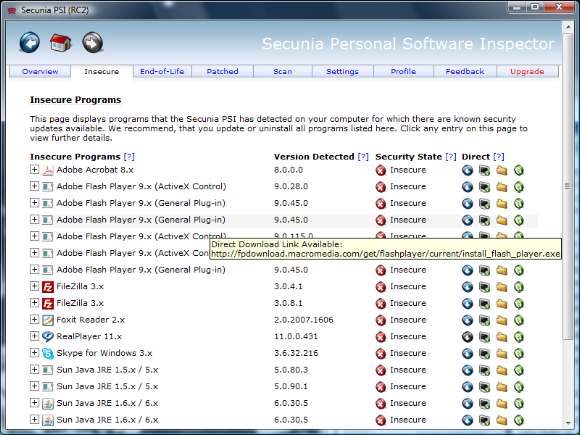 Secunia PSI (RC2)
Secunia Personal Software Inspector
Overview Insecure End-of-Life Patched Scan Settings Profile Feedback Upgrade
Insecure Programs
This page displays programs that the Secunia PSI has detected on your computer for which there are known security
updates available. We recommend, that you update or uninstall all programs listed here. Click any entry on this page to
view further details.
Insecure Programs [?] Version Detected [?] Security State [?] Direct [?]
Adobe Acrobat 8.x 8.0.0.0 Insecure
Adobe Flash Player 9.x (ActiveX Control) 9.0.28.0 Insecure
Adobe Flash Player 9.x (General Plug-in) 9.0.45.0 Insecure
Adobe Flash Player 9.x (General Plug-in) 9.0.45.0 Insecure
Adobe Flash Player 9.x (ActiveX Control) 9.0.115.0 Insecure
Direct Download Link Available:
http://fpdownload.macromedia.com/get/flashplayer/current/install_flash_player.exe
Adobe Flash Player 9.x (ActiveX Cont
Adobe Flash Player 9.x (General Plug-in) 9.0.45.0 Insecure
FileZilla 3.x 3.0.4.1 Insecure
FileZilla 3.x 3.0.8.1 Insecure
Foxit Reader 2.x 2.0.2007.1606 Insecure
RealPlayer 11.x 11.0.0.431 Insecure
Skype for Windows 3.x 3.6.32.216 Insecure
Sun Java JRE 1.5.x / 5.x 5.0.80.3 Insecure
Sun Java JRE 1.5.x / 5.x 5.0.90.1 Insecure
Sun Java JRE 1.6.x / 6.x 6.0.30.5 Insecure
Sun Java JRE 1.6.x / 6.x 6.0.30.5 Insecure